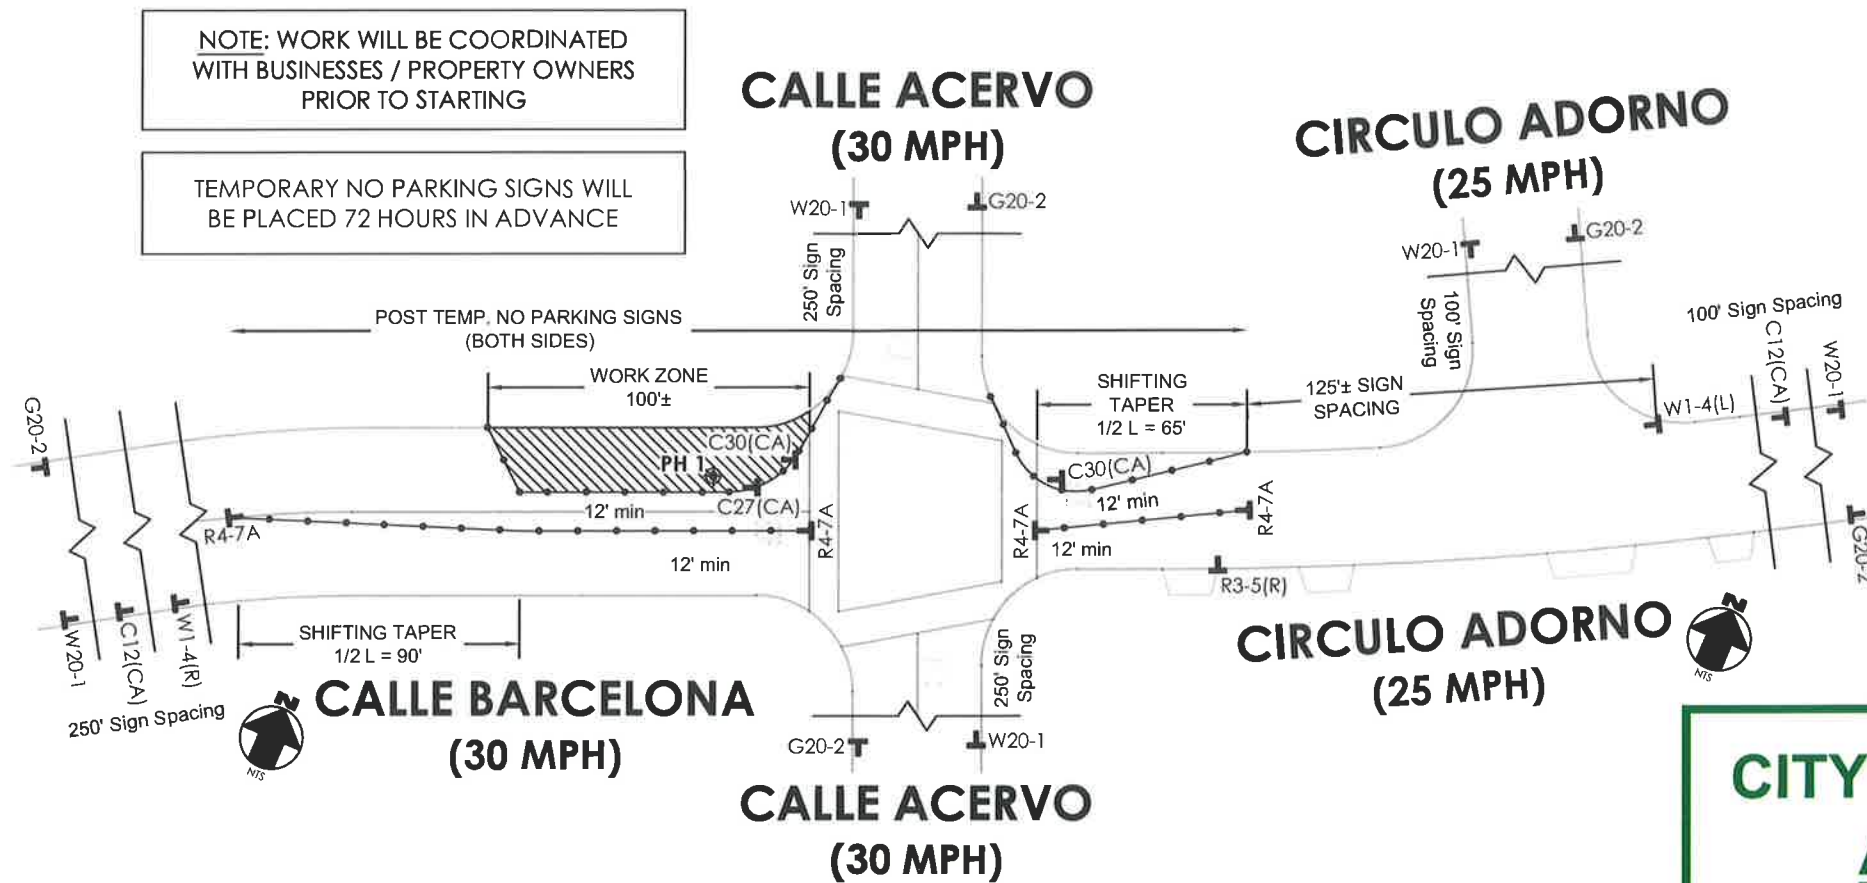 NOTE: WORK WILL BE COORDINATED
WITH BUSINESSES / PROPERTY OWNERS
PRIOR TO STARTING
TEMPORARY NO PARKING SIGNS WILL
BE PLACED 72 HOURS IN ADVANCE
CALLE ACERVO
(30 MPH)
CIRCULO ADORNO
(25 MPH)
W20-1
G20-2
250' Sign
Spacing
W20-1
G20-2
100' Sign
Spacing
100' Sign Spacing
C12(CA)
W20-1
POST TEMP. NO PARKING SIGNS
(BOTH SIDES)
WORK ZONE
100'±
SHIFTING
TAPER
1/2 L = 65'
125'± SIGN
SPACING
W1-4(L)
G20-2
C30(CA)
PH 1
C27(CA)
C30(CA)
12' min
12' min
R4-7A
R4-7A
R4-7A
R4-7A
12' min
12' min
R3-5(R)
G20-2
W20-1
C12(CA)
W1-4(R)
250' Sign Spacing
SHIFTING TAPER
1/2 L = 90'
N
NTS
CALLE BARCELONA
(30 MPH)
250' Sign
Spacing
G20-2
W20-1
CALLE ACERVO
(30 MPH)
CIRCULO ADORNO
(25 MPH)
N
NTS
CITY